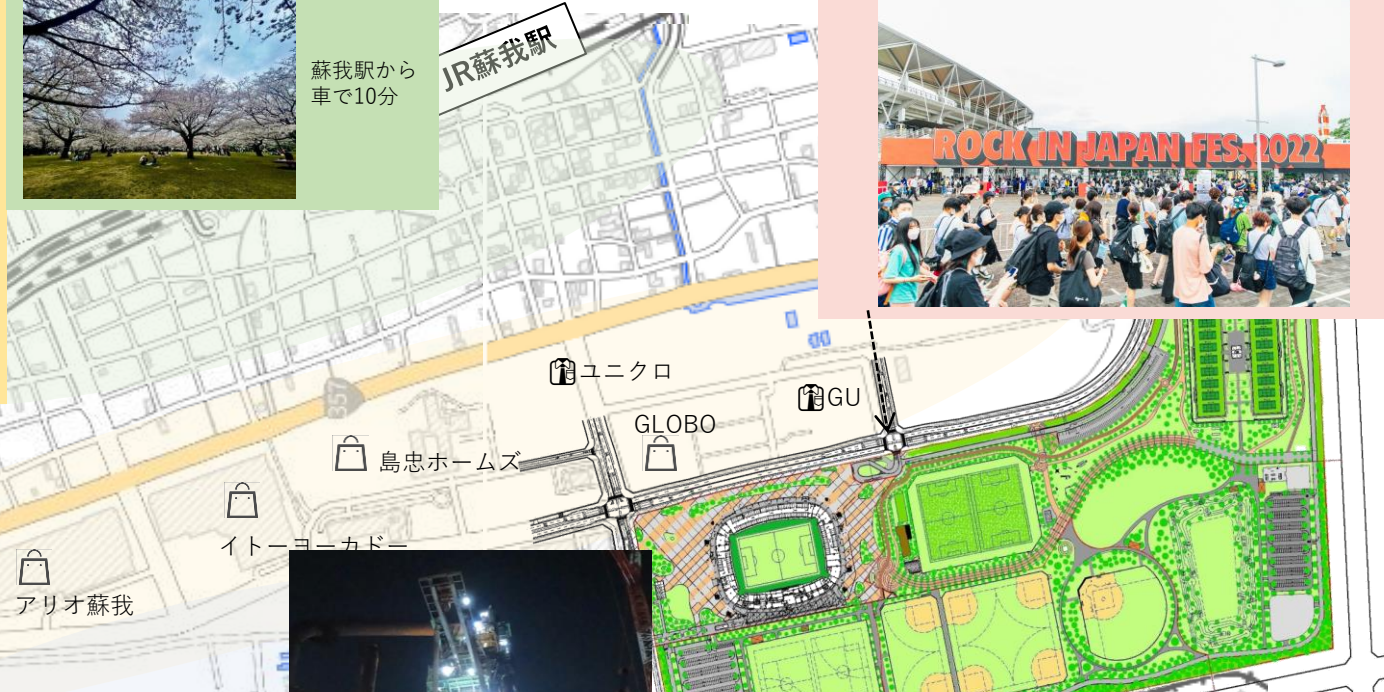 蘇我駅から
車で10分
JR蘇我駅
ROCK IN JAPAN FES. 2022
357
ユニクロ
GU
GLOBO
島忠ホームズ
イトーヨーカドー
アリオ蘇我